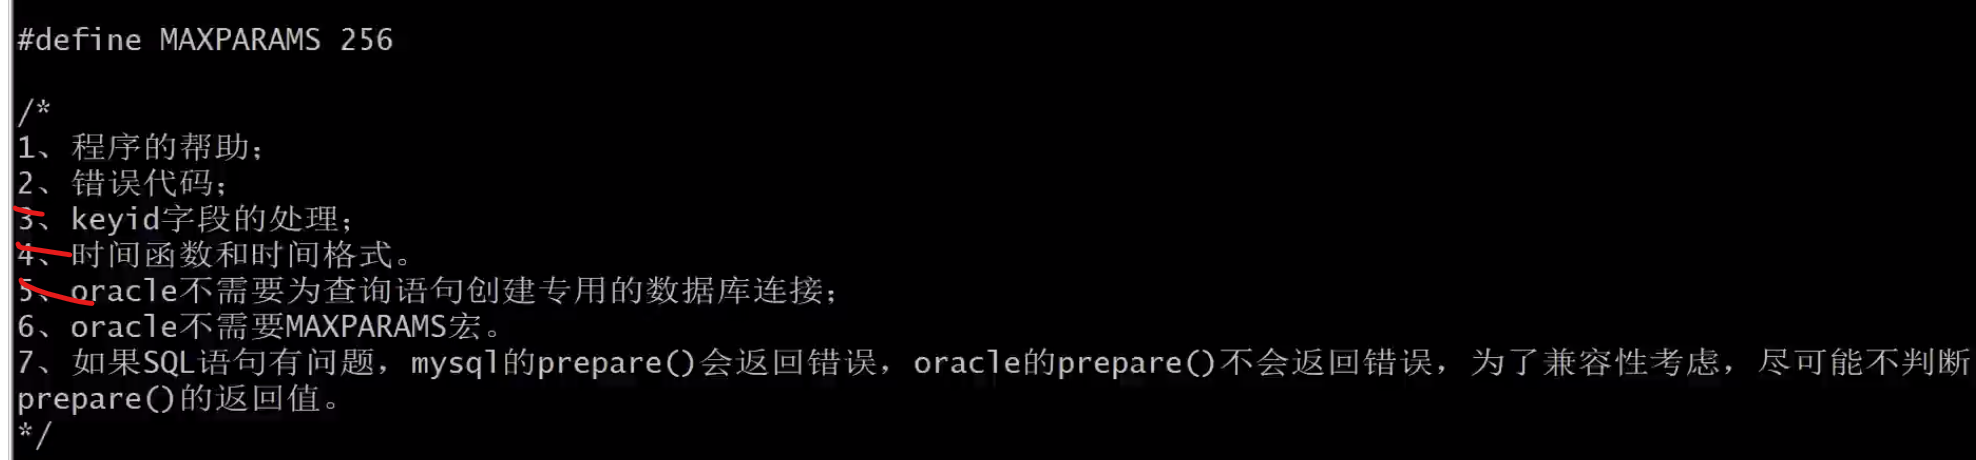 #define MAXPARAMS 256
/*
1、程序的帮助；
2、错误代码；
3、keyid字段的处理；
4、时间函数和时间格式。
5、oracle不需要为查询语句创建专用的数据库连接；
6、oracle不需要MAXPARAMS宏。
7、如果SQL语句有问题，mysql的prepare()会返回错误，oracle的prepare()不会返回错误，为了兼容性考虑，尽可能不判断
prepare()的返回值。
*/